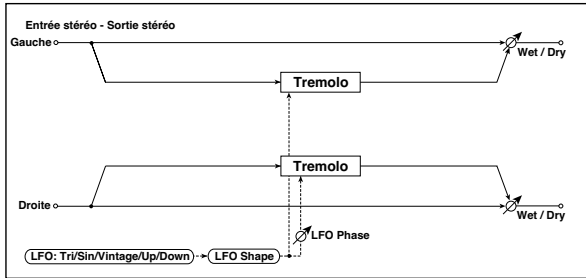 Entrée stéréo - Sortie stéréo
Gauche
Wet / Dry
Tremolo
Tremolo
Droite
Wet / Dry
LFO Phase
LFO: Tri/Sin/Vintage/Up/Down
LFO Shape